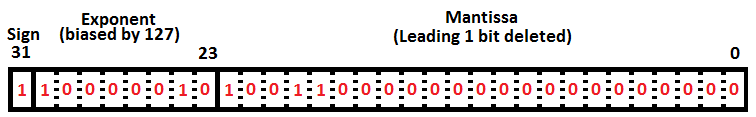 Exponent Mantissa
Sign (biased by 127) (Leading 1 bit deleted)
31 23 0
1 1 0 0 0 0 0 1 0 1 0 0 1 1 0 0 0 0 0 0 0 0 0 0 0 0 0 0 0 0 0 0